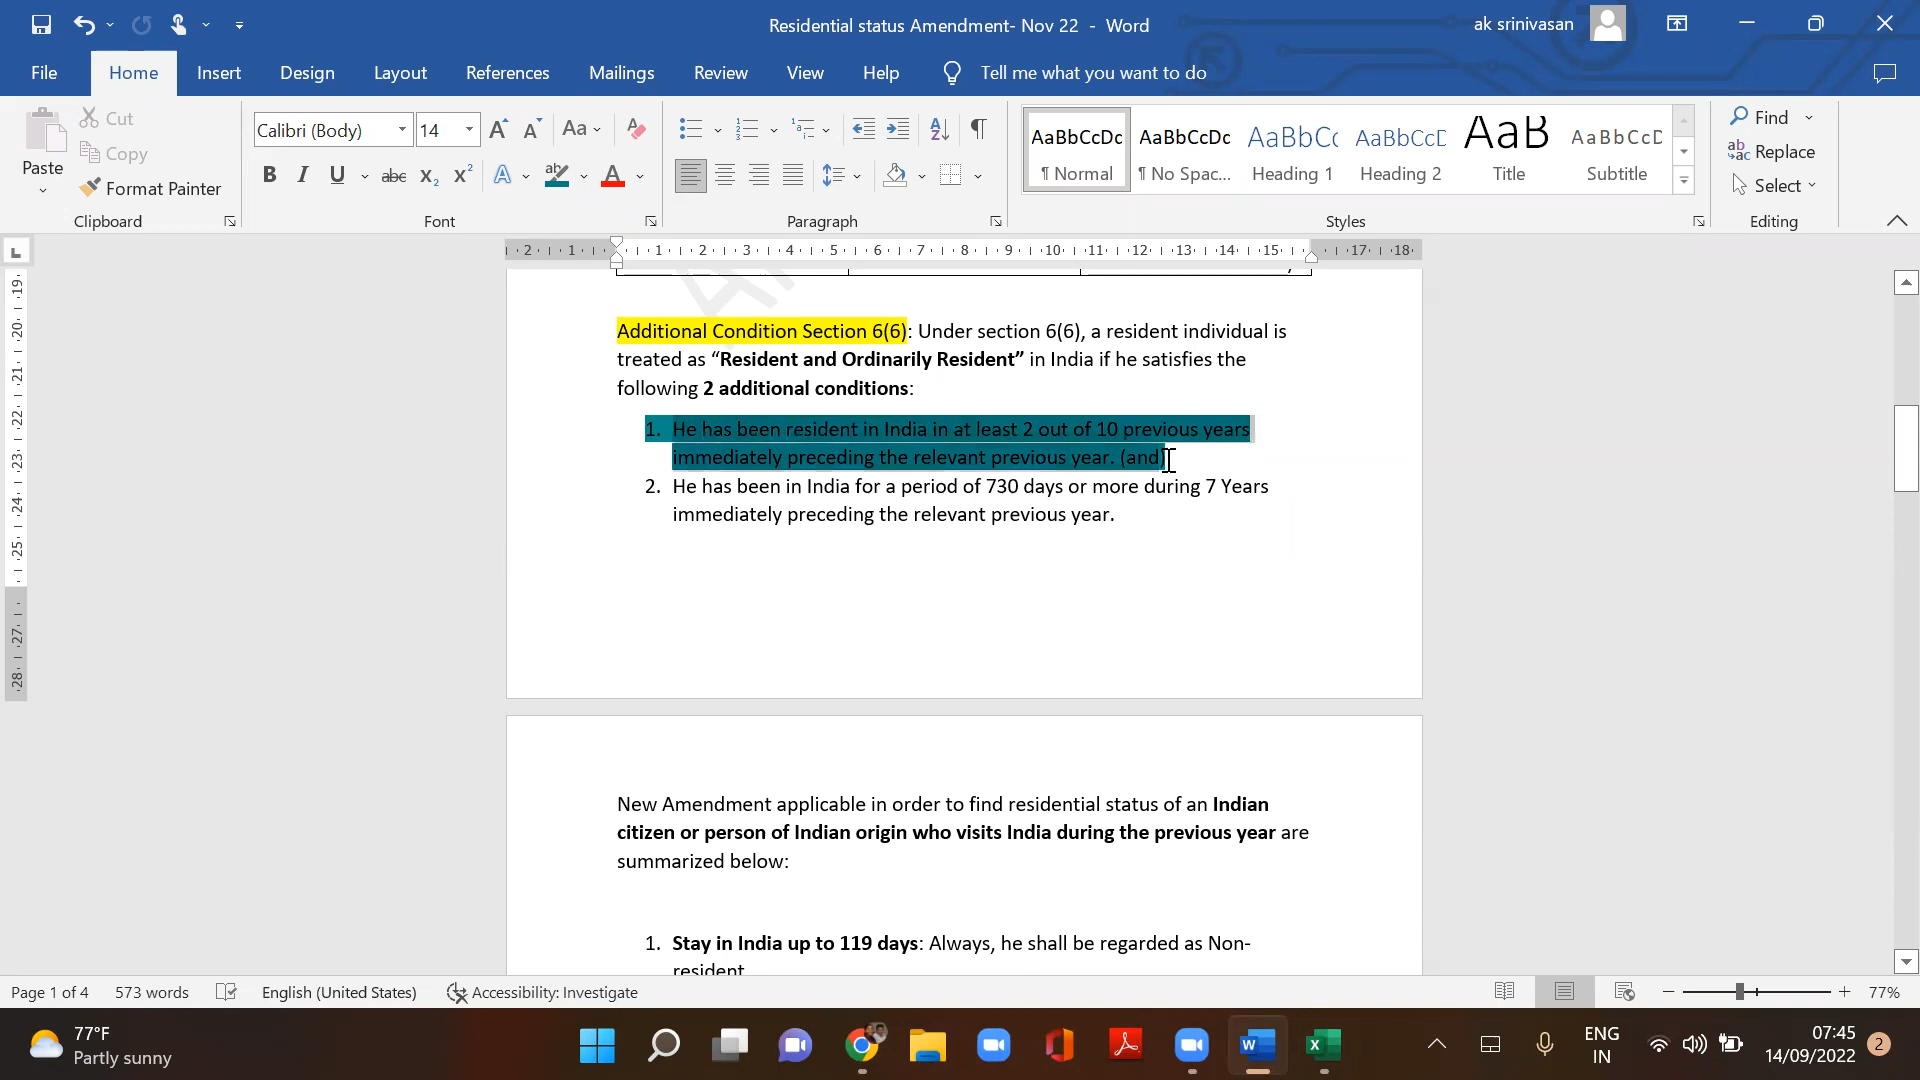 Residential status Amendment- Nov 22 - Word
ak srinivasan
File Home Insert Design Layout References Mailings Review View Help Tell me what you want to do
Paste
Cut
Copy
Format Painter
Clipboard
Calibri (Body) 14
Font
Paragraph
AaBbCcDc AaBbCcDc AaBbCc AaBbCcD AaB AaBbCcD
¶ Normal ¶ No Spac... Heading 1 Heading 2 Title Subtitle
Styles
Find
Replace
Select
Editing
Additional Condition Section 6(6): Under section 6(6), a resident individual is
treated as “Resident and Ordinarily Resident” in India if he satisfies the
following 2 additional conditions:
1. He has been resident in India in at least 2 out of 10 previous years
immediately preceding the relevant previous year. (and)
2. He has been in India for a period of 730 days or more during 7 Years
immediately preceding the relevant previous year.
New Amendment applicable in order to find residential status of an Indian
citizen or person of Indian origin who visits India during the previous year are
summarized below:
1. Stay in India up to 119 days: Always, he shall be regarded as Non-
resident
Page 1 of 4 573 words English (United States) Accessibility: Investigate 77%
77°F
Partly sunny
ENG
IN
07:45
14/09/2022
2